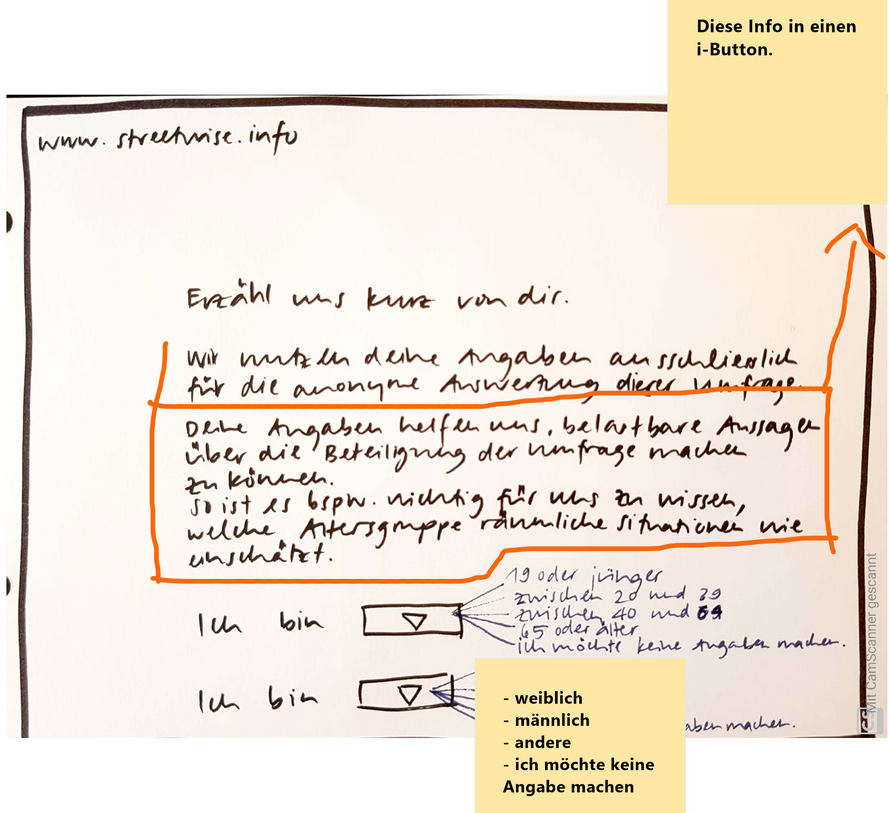 Diese Info in einen
i-Button.
www.streetwise.info
Erzähl uns kurz von dir.
Wir nutzen deine Angaben ausschliesslich
für die anonyme Auswertung dieser Umfrage.
Deine Angaben helfen uns, belastbare Aussagen
über die Beteiligung der Umfrage machen
zu können.
So ist es bspw. wichtig für uns zu wissen,
welche Altersgruppe räumliche Situationen wie
einschätzt.
19 oder jünger
zwischen 20 und 39
zwischen 40 und
65 oder älter
ich möchte keine Angaben machen.
Ich bin
Ich bin
- weiblich
- männlich
- andere
- ich möchte keine
Angabe machen
machen.
CS Mit CamScanner gescannt